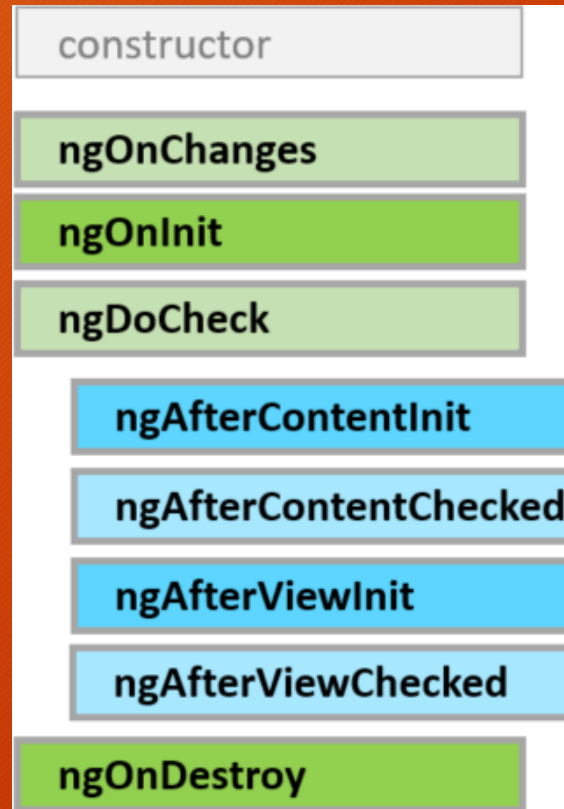 constructor
ngOnChanges
ngOnInit
ngDoCheck
ngAfterContentInit
ngAfterContentChecked
ngAfterViewInit
ngAfterViewChecked
ngOnDestroy